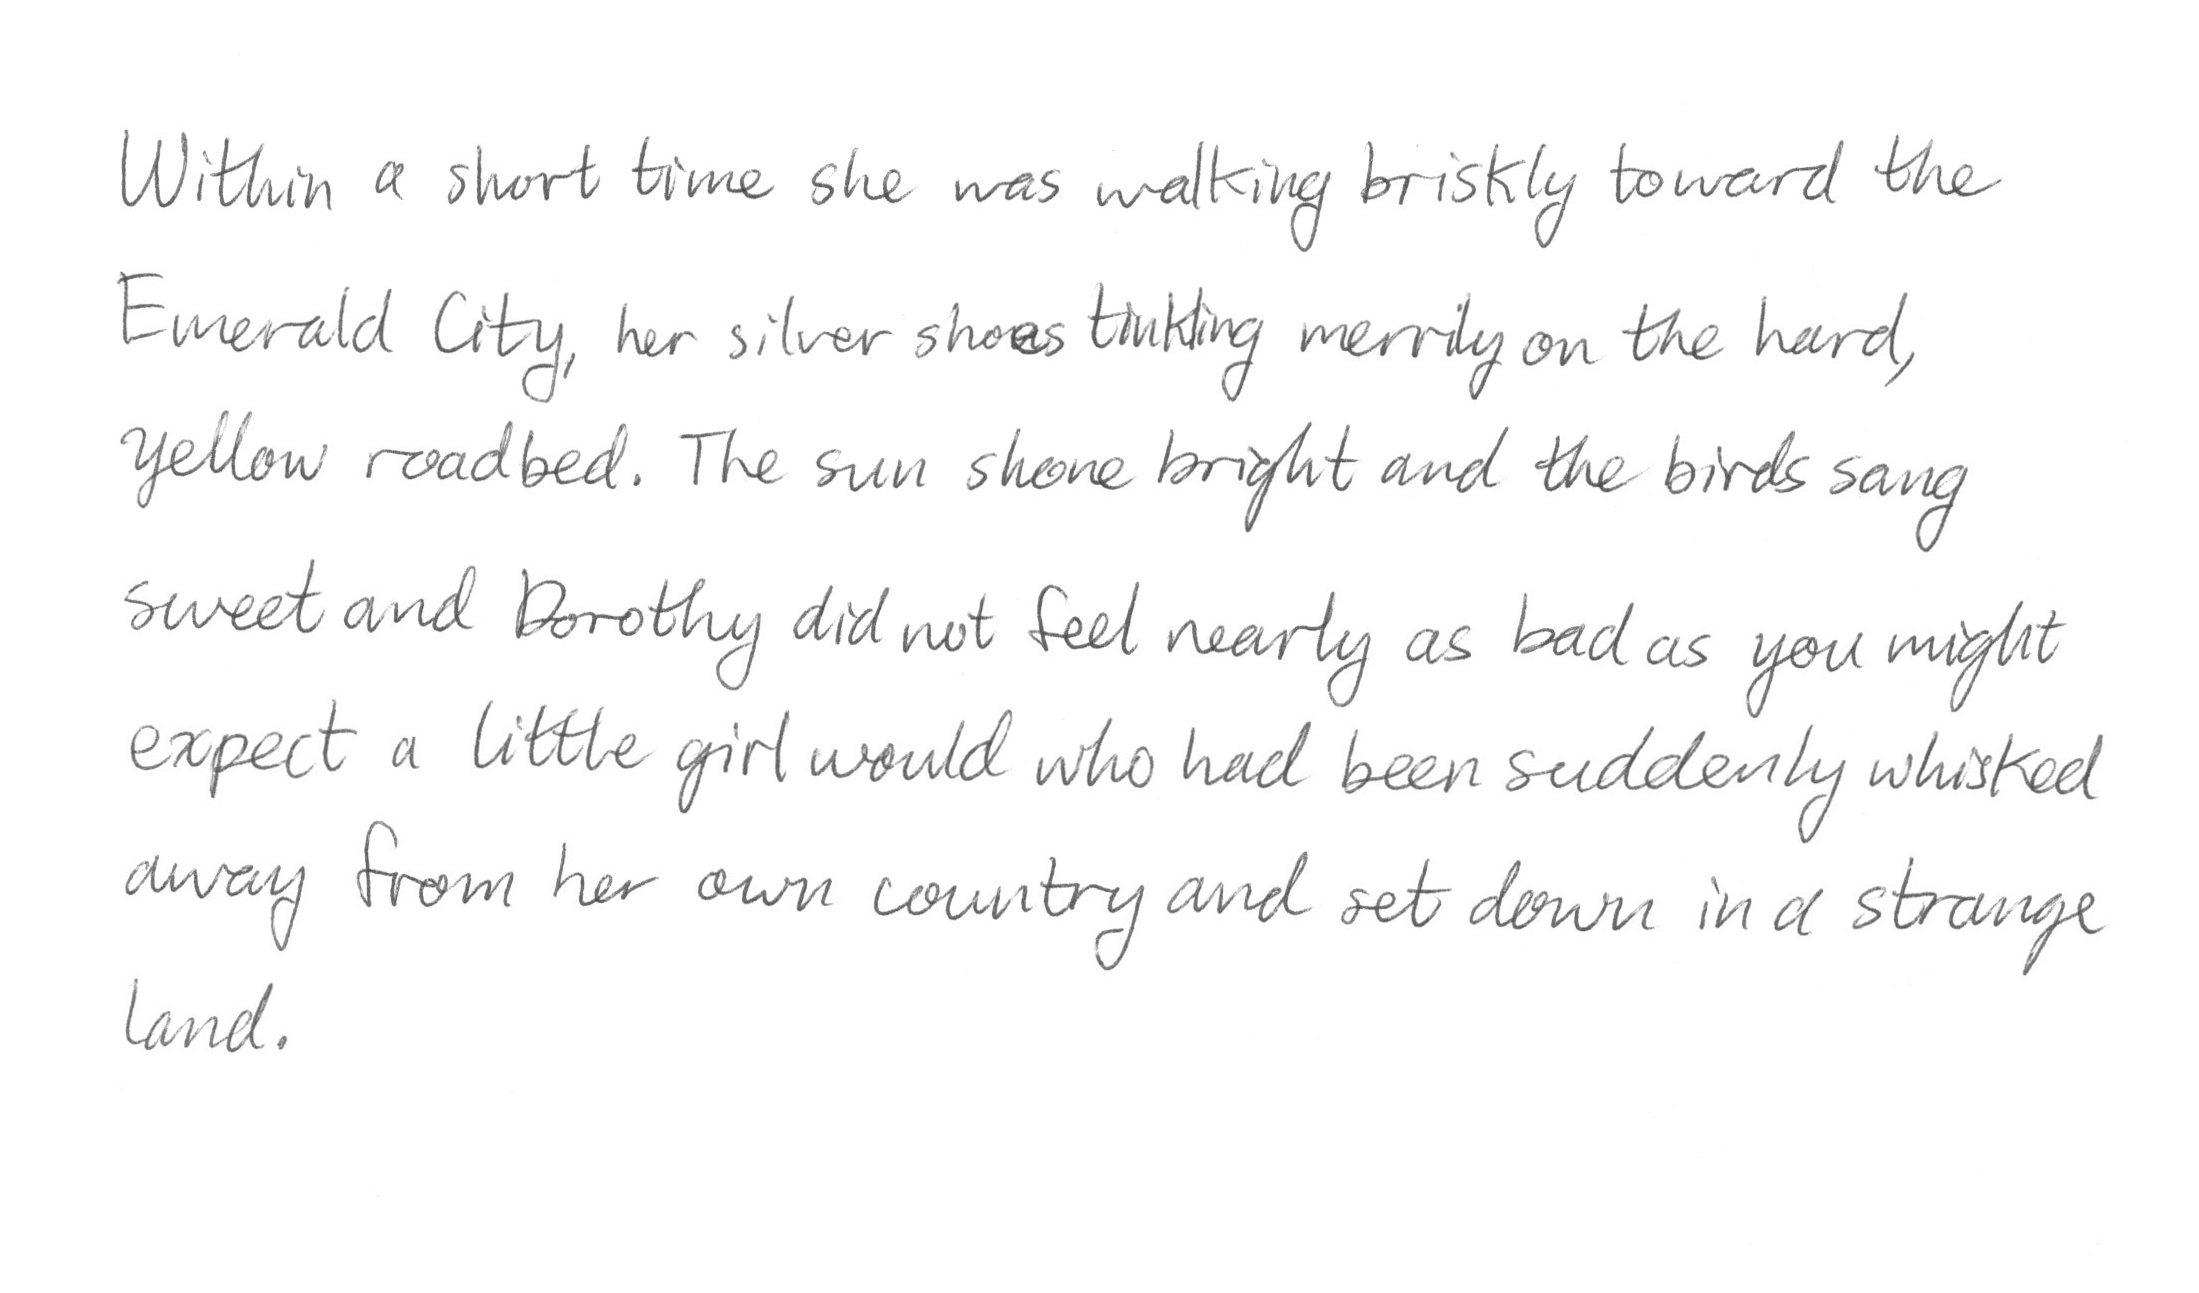 Within a short time she was walking briskly toward the
Emerald City, her silver shoes tinkling merrily on the hard,
yellow roadbed. The sun shone bright and the birds sang
sweet and Dorothy did not feel nearly as bad as you might
expect a little girl would who had been suddenly whisked
away from her own country and set down in a strange
land.